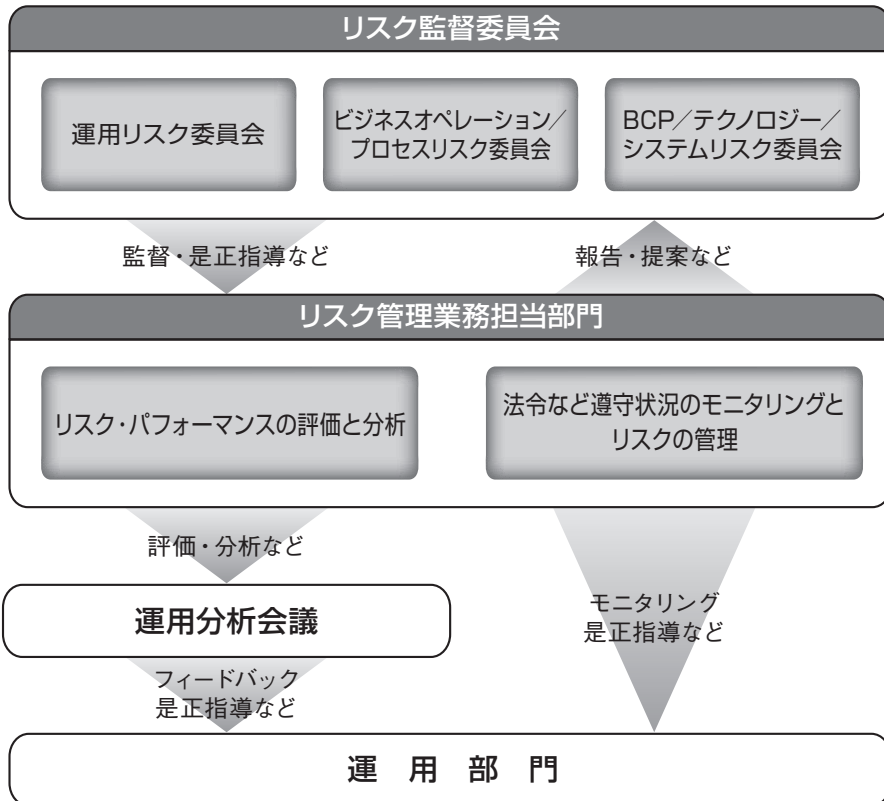 リスク監督委員会
運用リスク委員会
ビジネスオペレーション／
プロセスリスク委員会
BCP／テクノロジー／
システムリスク委員会
監督・是正指導など
報告・提案など
リスク管理業務担当部門
リスク・パフォーマンスの評価と分析
法令など遵守状況のモニタリングと
リスクの管理
評価・分析など
運用分析会議
モニタリング
是正指導など
フィードバック
是正指導など
運 用 部 門